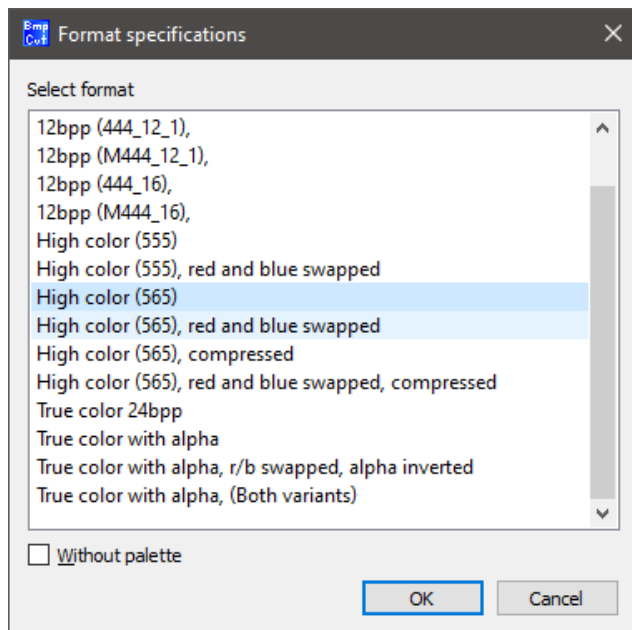 Bmp
Cvt
Format specifications
Select format
12bpp (444_12_1),
12bpp (M444_12_1),
12bpp (444_16),
12bpp (M444_16),
High color (555)
High color (555), red and blue swapped
High color (565)
High color (565), red and blue swapped
High color (565), compressed
High color (565), red and blue swapped, compressed
True color 24bpp
True color with alpha
True color with alpha, r/b swapped, alpha inverted
True color with alpha, (Both variants)
Without palette
OK
Cancel